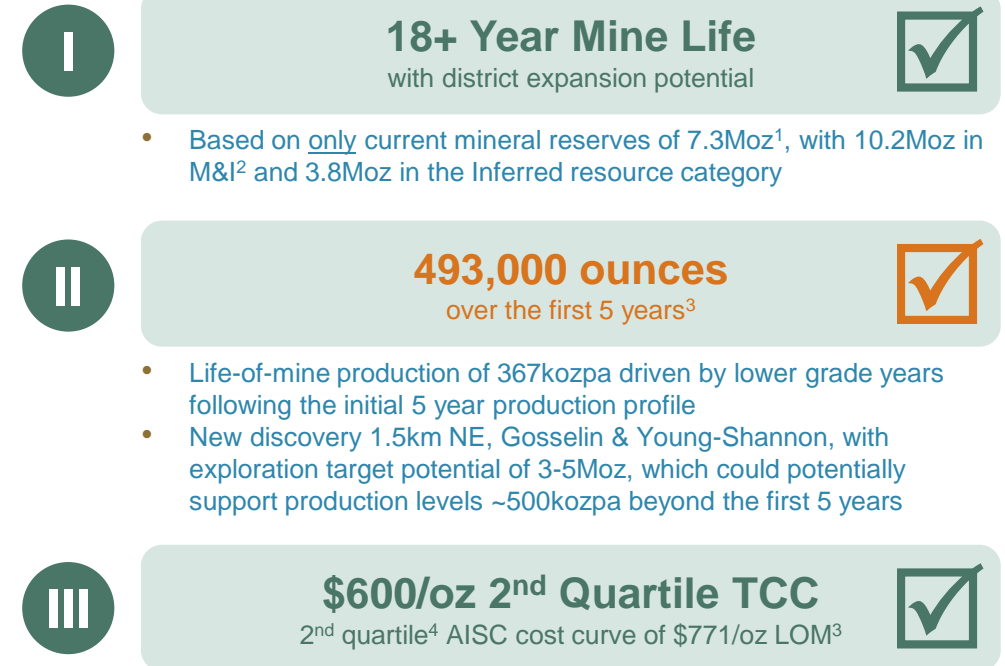 I
18+ Year Mine Life
with district expansion potential
• Based on only current mineral reserves of 7.3Moz¹, with 10.2Moz in
M&I² and 3.8Moz in the Inferred resource category
II
493,000 ounces
over the first 5 years³
• Life-of-mine production of 367kozpa driven by lower grade years
following the initial 5 year production profile
• New discovery 1.5km NE, Gosselin & Young-Shannon, with
exploration target potential of 3-5Moz, which could potentially
support production levels ~500kozpa beyond the first 5 years
III
$600/oz 2ⁿᵈ Quartile TCC
2ⁿᵈ quartile⁴ AISC cost curve of $771/oz LOM³